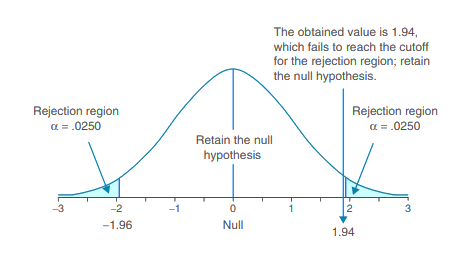 The obtained value is 1.94,
which fails to reach the cutoff
for the rejection region; retain
the null hypothesis.
Rejection region
α = .0250
Rejection region
α = .0250
Retain the null
hypothesis
−3 −2 −1 0 1 2 3
−1.96 Null 1.94